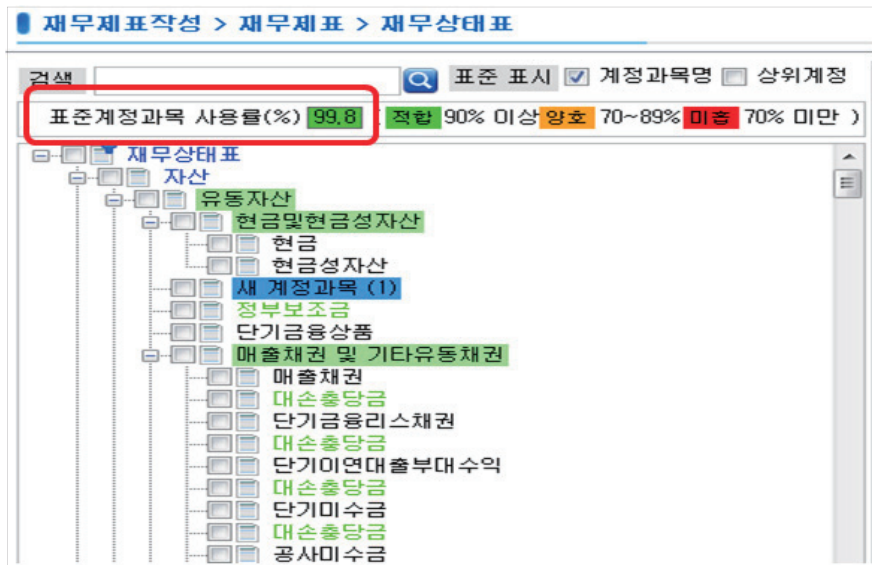 재무제표작성 > 재무제표 > 재무상태표
검색 표준 표시 계정과목명 상위계정
표준계정과목 사용률(%) 99.8 ( 적합 90% 이상 양호 70~89% 미흡 70% 미만 )
재무상태표
자산
유동자산
현금및현금성자산
현금
현금성자산
새 계정과목 (1)
정부보조금
단기금융상품
매출채권 및 기타유동채권
매출채권
대손충당금
단기금융리스채권
대손충당금
단기이연대출부대수익
대손충당금
단기미수금
대손충당금
공사미수금